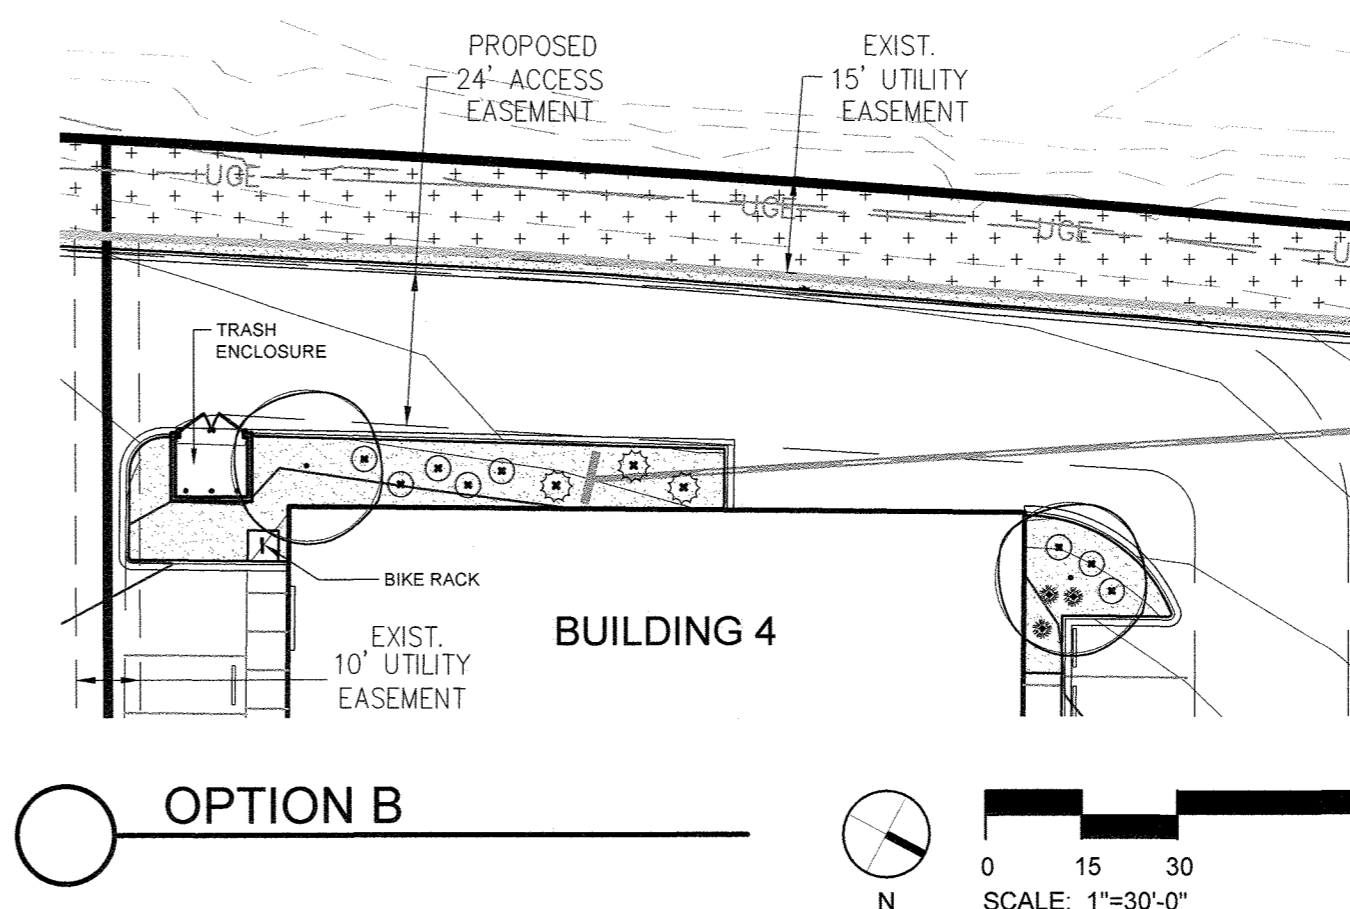 PROPOSED
24' ACCESS
EASEMENT
EXIST.
15' UTILITY
EASEMENT
UGE
UGE
UGE
U
TRASH
ENCLOSURE
BIKE RACK
EXIST.
10' UTILITY
EASEMENT
BUILDING 4
OPTION B
N
0 15 30
SCALE: 1"=30'-0"